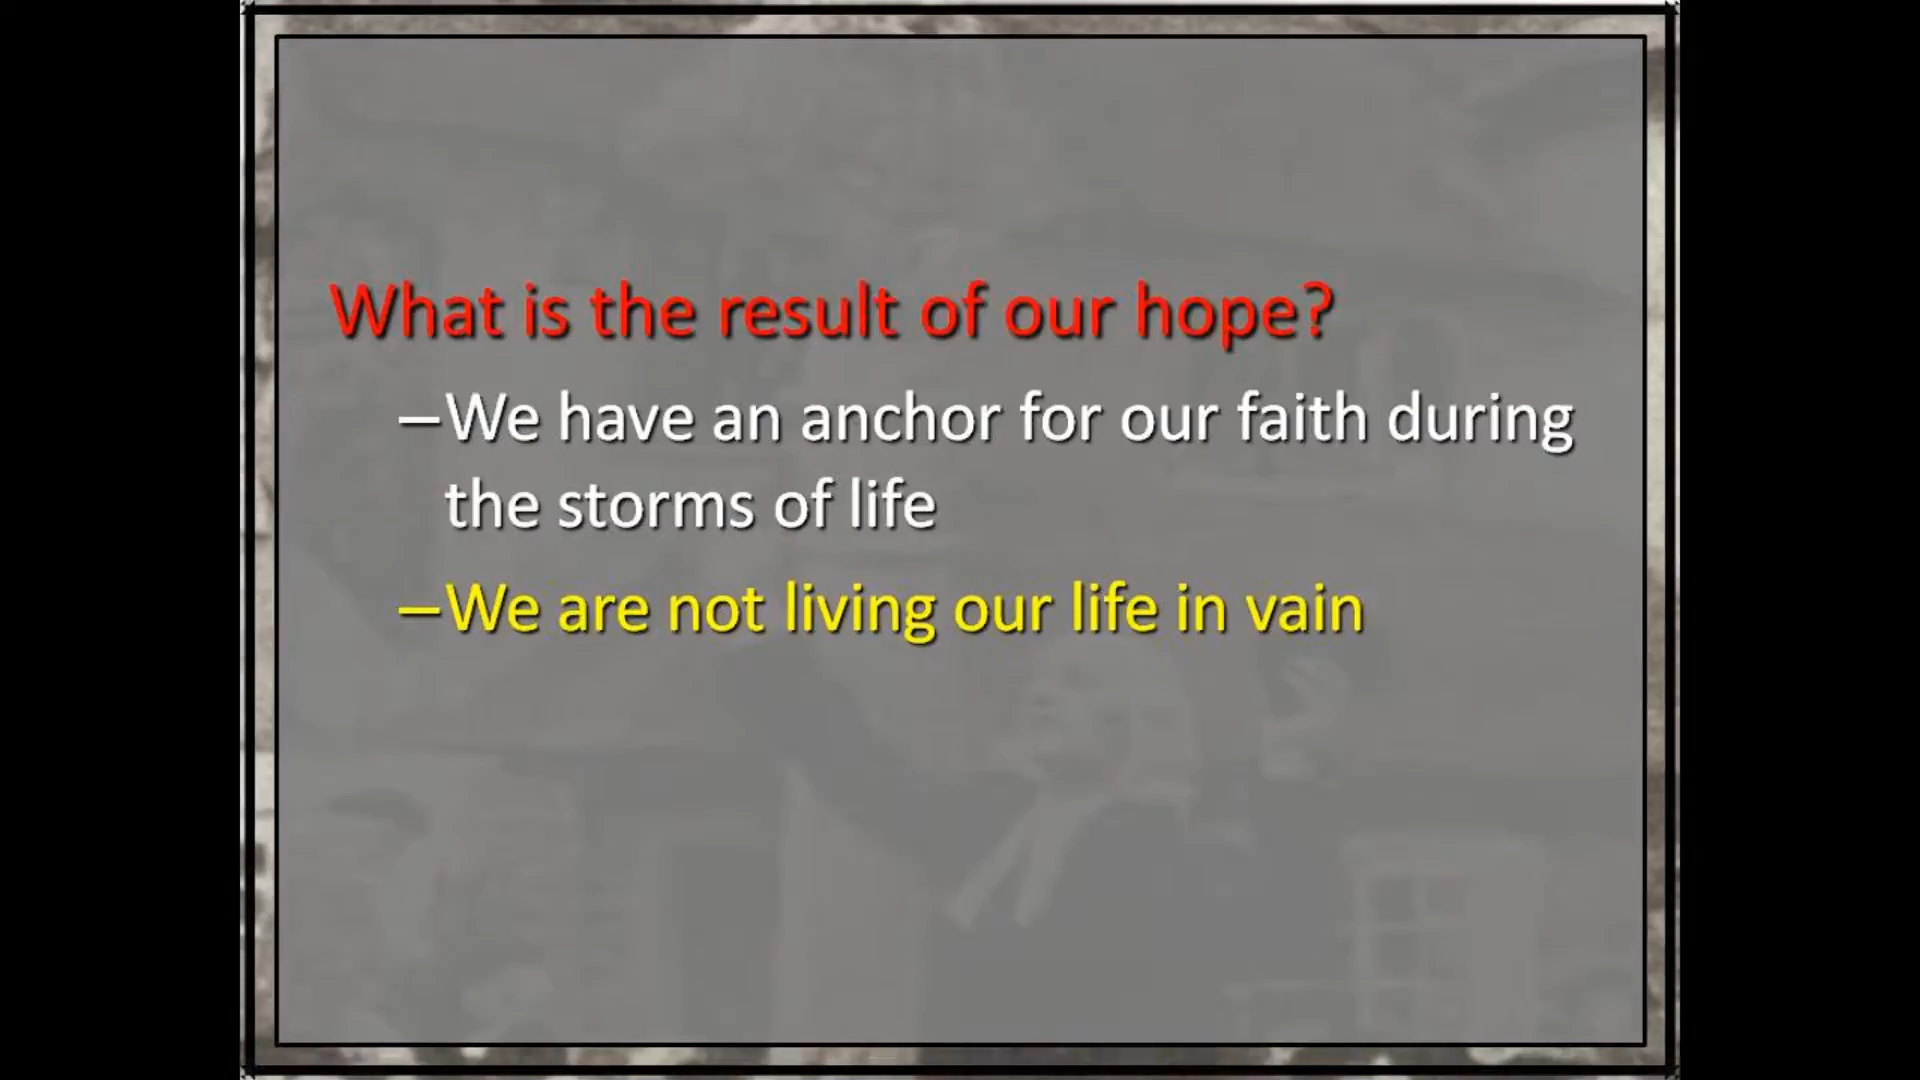 What is the result of our hope?
–We have an anchor for our faith during
the storms of life
–We are not living our life in vain